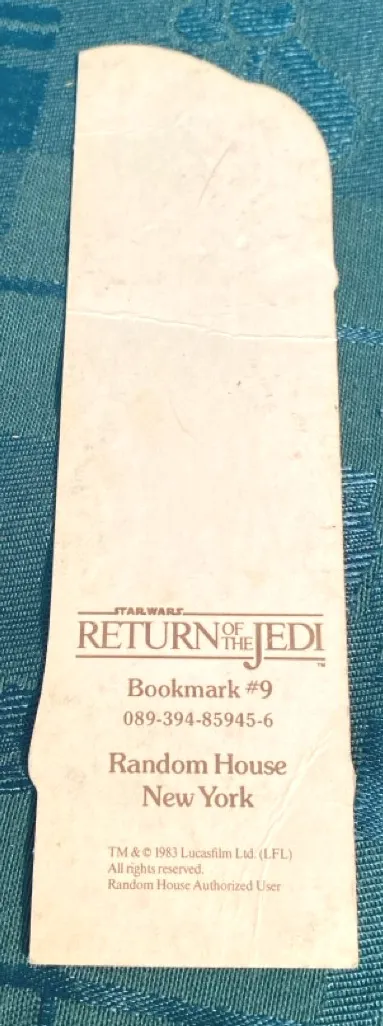 STAR WARS
RETURN OF THE JEDI
TM
Bookmark #9
089-394-85945-6
Random House
New York
TM & © 1983 Lucasfilm Ltd. (LFL)
All rights reserved.
Random House Authorized User